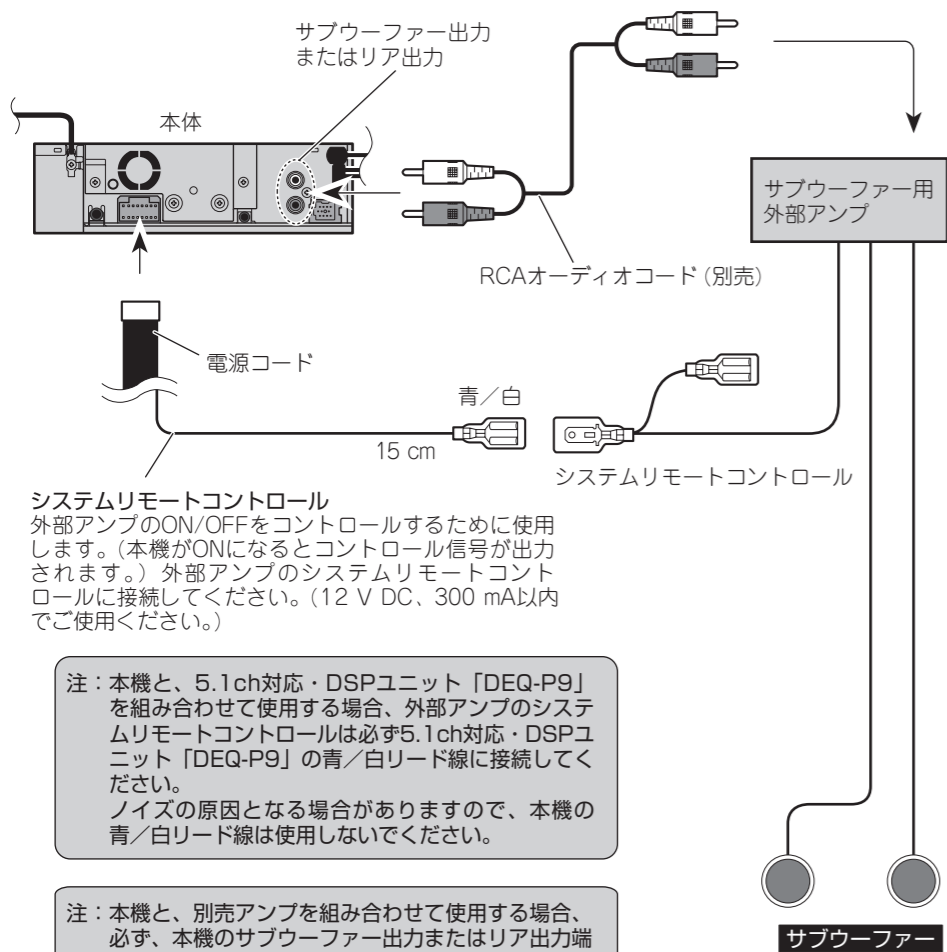 サブウーファー出力
またはリア出力
本体
サブウーファー用
外部アンプ
RCAオーディオコード（別売）
電源コード
青／白
15 cm
システムリモートコントロール
システムリモートコントロール
外部アンプのON/OFFをコントロールするために使用
します。（本機がONになるとコントロール信号が出力
されます。）外部アンプのシステムリモートコント
ロールに接続してください。（12 V DC、300 mA以内
でご使用ください。）
注：本機と、5.1ch対応・DSPユニット「DEQ-P9」
を組み合わせて使用する場合、外部アンプのシステ
ムリモートコントロールは必ず5.1ch対応・DSPユ
ニット「DEQ-P9」の青／白リード線に接続してく
ださい。
ノイズの原因となる場合がありますので、本機の
青／白リード線は使用しないでください。
注：本機と、別売アンプを組み合わせて使用する場合、
必ず、本機のサブウーファー出力またはリア出力端
サブウーファー